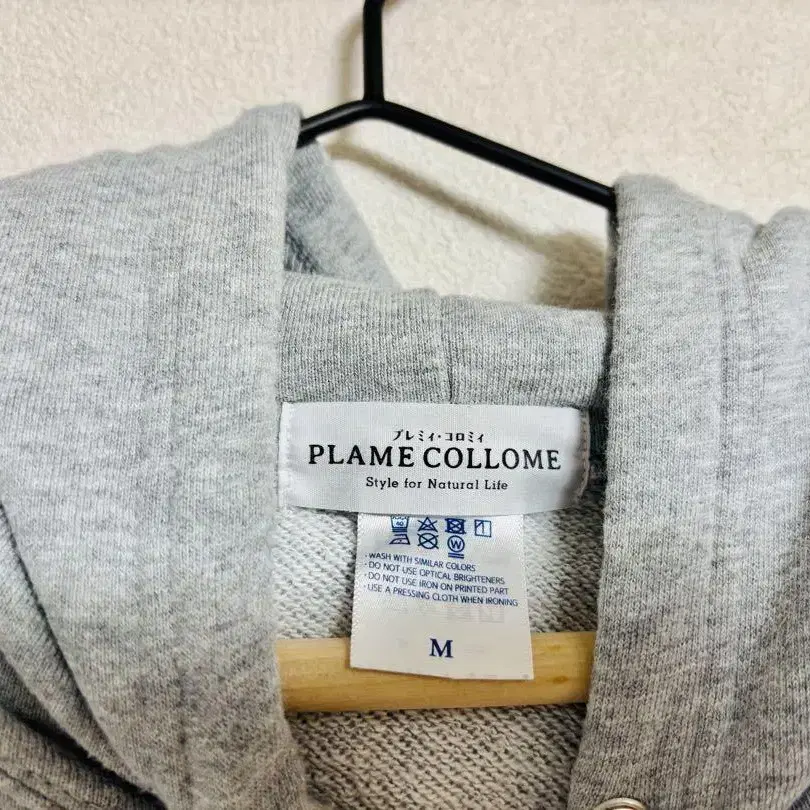 プレミィ・コロミィ
PLAME COLLOME
Style for Natural Life
40
W
・WASH WITH SIMILAR COLORS
・DO NOT USE OPTICAL BRIGHTENERS
・DO NOT USE IRON ON PRINTED PART
・USE A PRESSING CLOTH WHEN IRONING
M